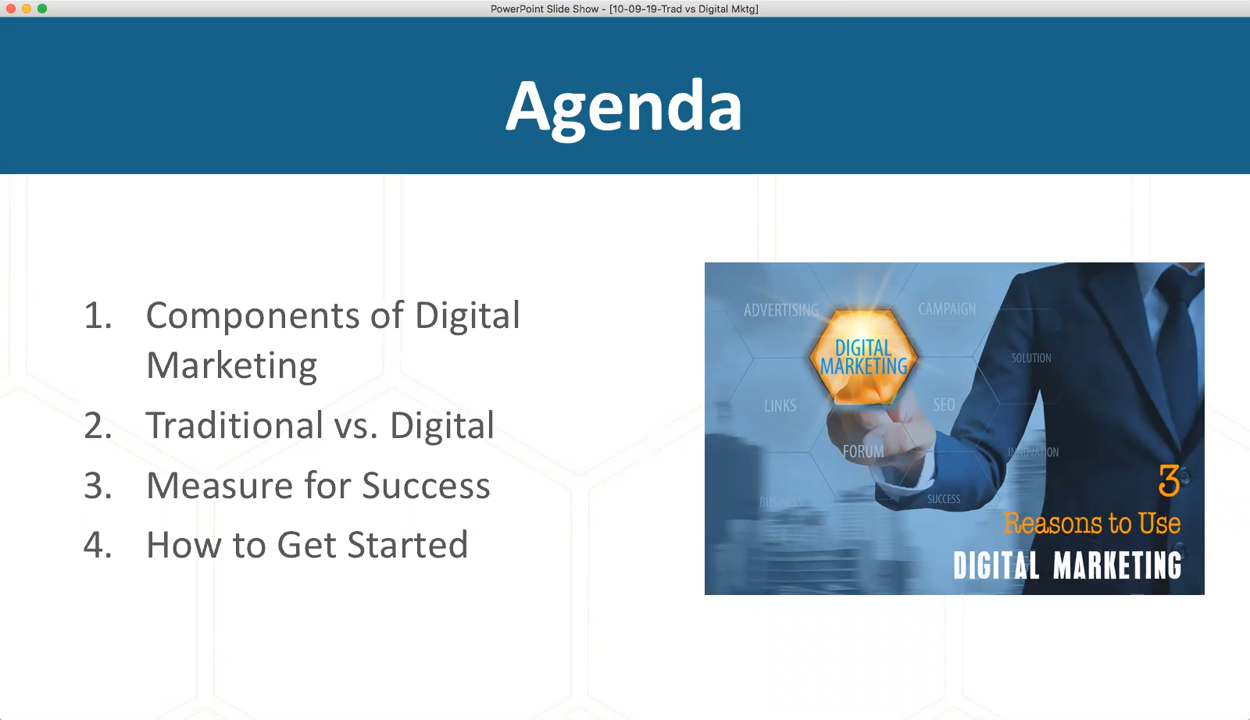 PowerPoint Slide Show - [10-09-19-Trad vs Digital Mktg]
Agenda
1. Components of Digital
Marketing
2. Traditional vs. Digital
3. Measure for Success
4. How to Get Started
ADVERTISING
CAMPAIGN
DIGITAL
MARKETING
SOLUTION
LINKS
SEO
FORUM
INNOVATION
BUSINESS
SUCCESS
3
Reasons to Use
DIGITAL MARKETING